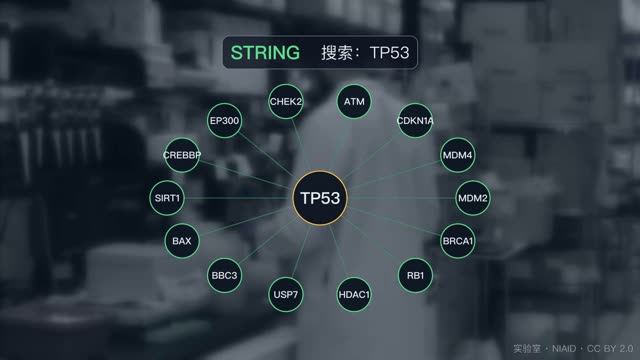 STRING 搜索：TP53
CHEK2
ATM
EP300
CDKN1A
CREBBP
MDM4
SIRT1
TP53
MDM2
BAX
BRCA1
BBC3
RB1
USP7
HDAC1
实验室 · NIAID · CC BY 2.0